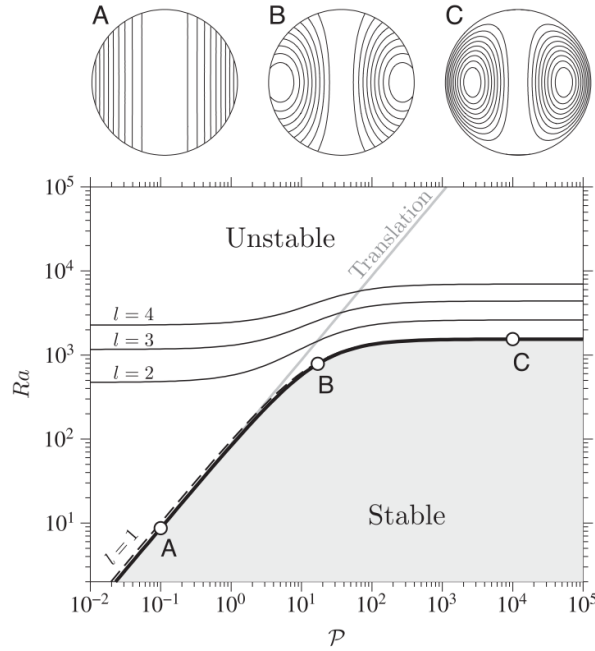 A B C
10^5
Unstable
Translation
10^4
l = 4
l = 3
10^3
l = 2
B
C
Ra
10^2
Stable
10^1
l = 1
A
10^-2 10^-1 10^0 10^1 10^2 10^3 10^4 10^5
𝒫